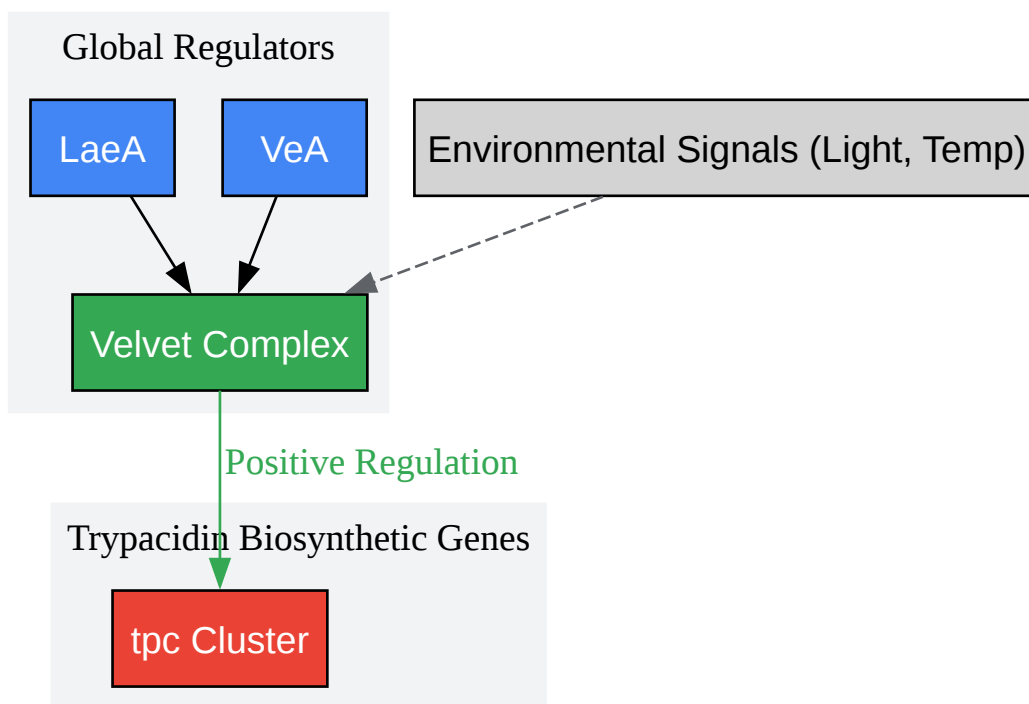 Global Regulators
LaeA
VeA
Environmental Signals (Light, Temp)
Velvet Complex
Positive Regulation
Trypacidin Biosynthetic Genes
tpc Cluster